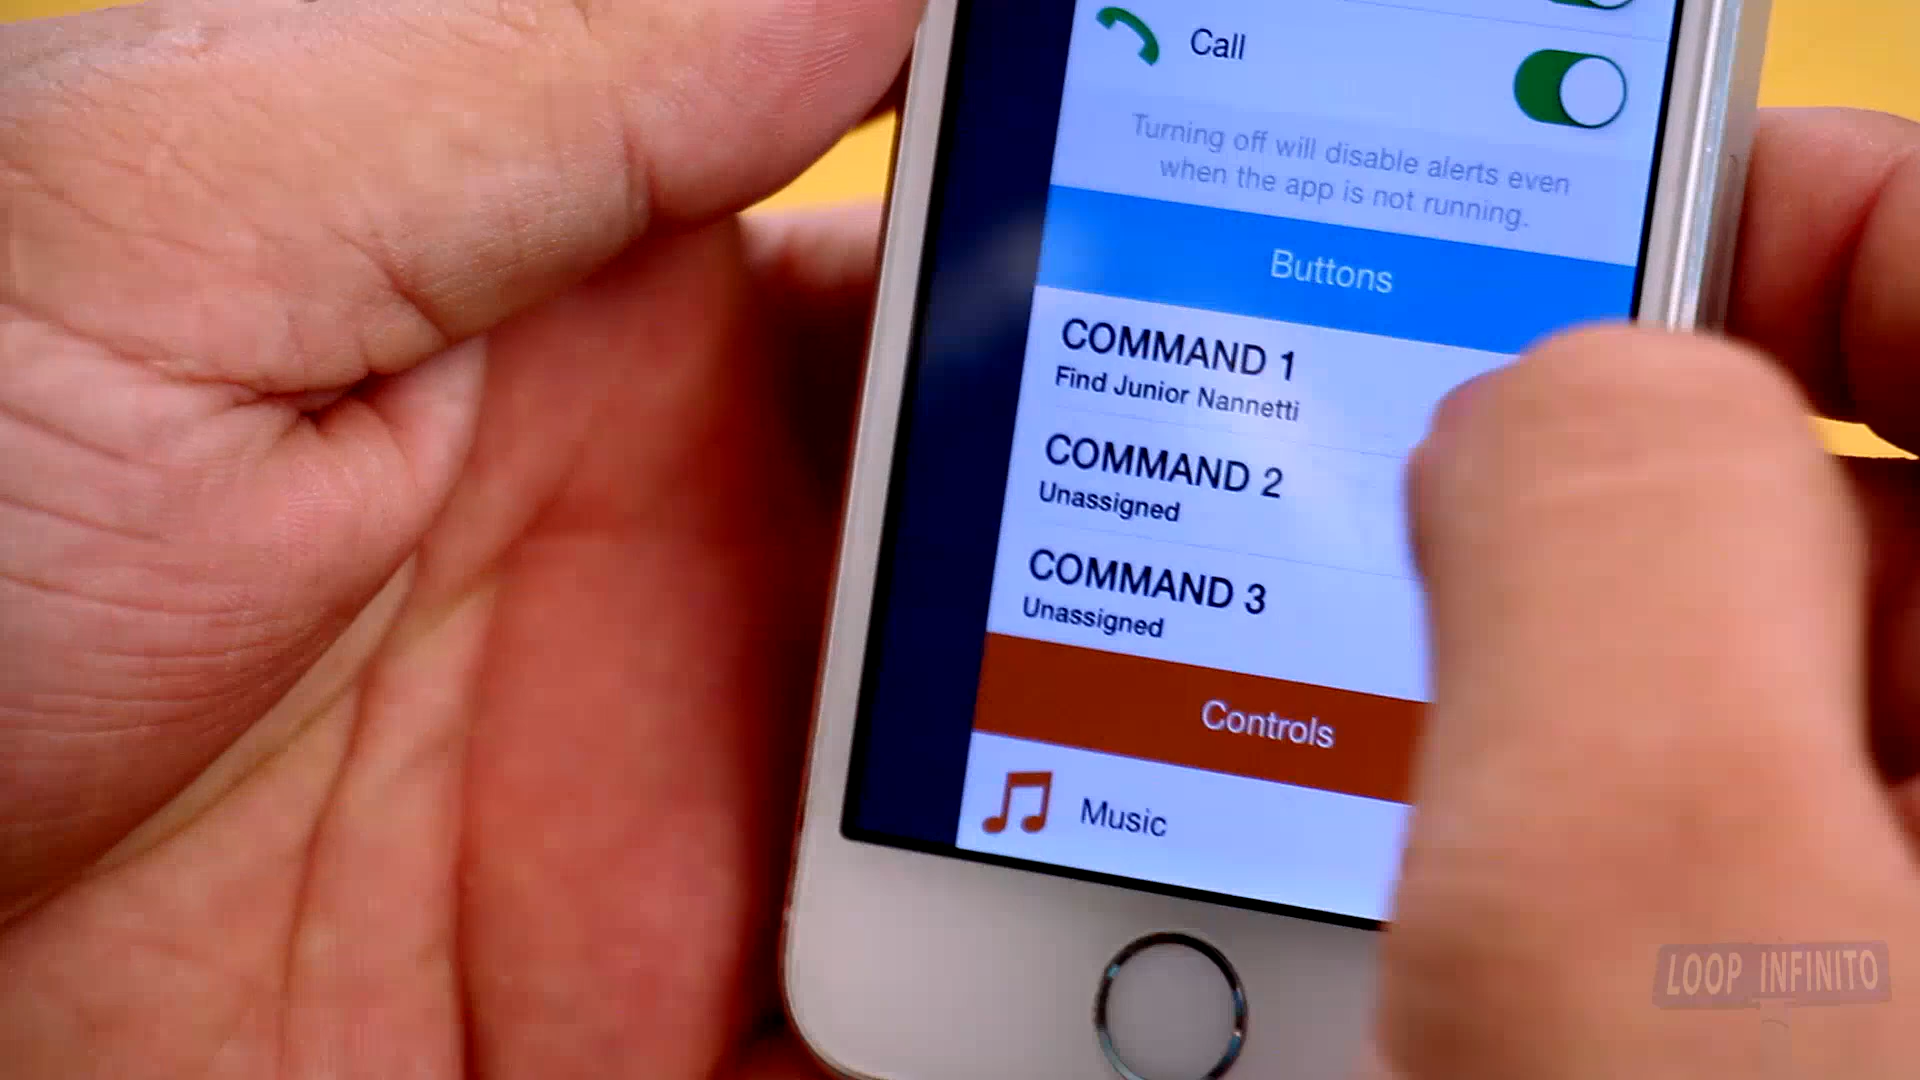 Call
Turning off will disable alerts even
when the app is not running.
Buttons
COMMAND 1
Find Junior Nannetti
COMMAND 2
Unassigned
COMMAND 3
Unassigned
Controls
Music
LOOP INFINITO